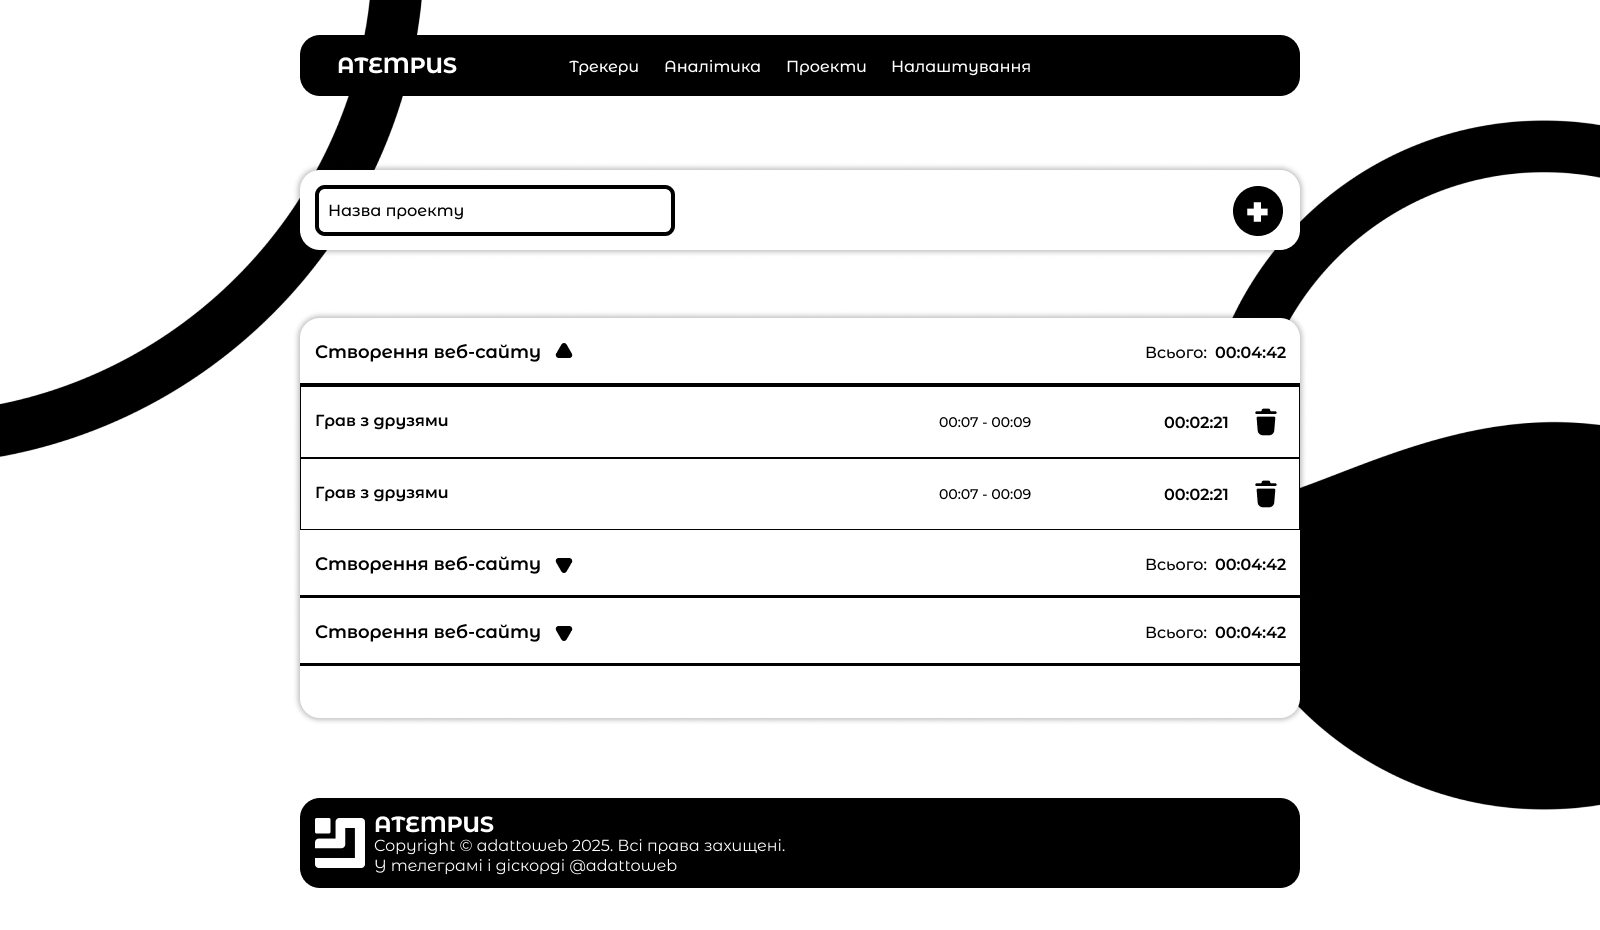 ATEMPUS
Трекери Аналітика Проекти Налаштування
Назва проекту
Створення веб-сайту Всього: 00:04:42
Грав з друзями 00:07 - 00:09 00:02:21
Грав з друзями 00:07 - 00:09 00:02:21
Створення веб-сайту Всього: 00:04:42
Створення веб-сайту Всього: 00:04:42
ATEMPUS
Copyright © adattoweb 2025. Всі права захищені.
У телеграмі і діскорді @adattoweb